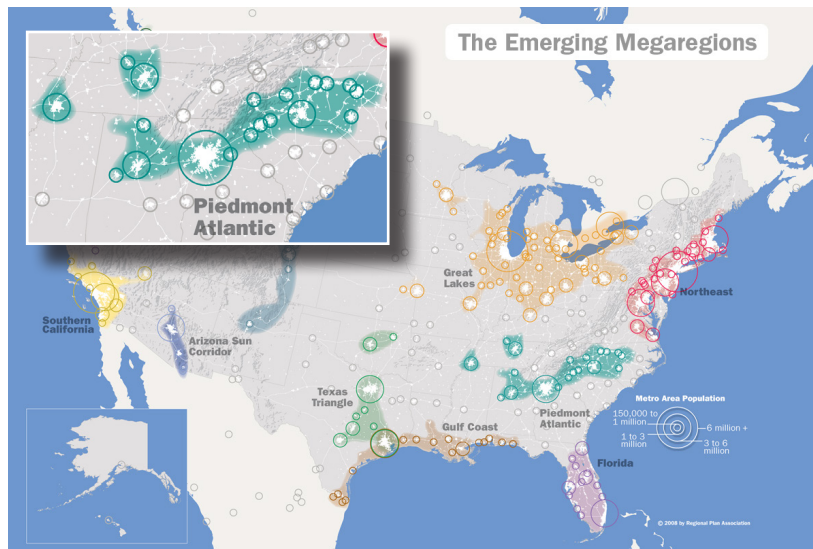 The Emerging Megaregions
Piedmont
Atlantic
Great
Lakes
Northeast
Southern
California
Arizona Sun
Corridor
Texas
Triangle
Gulf Coast
Piedmont
Atlantic
Florida
Metro Area Population
150,000 to
1 million
6 million +
1 to 3
million
3 to 6
million
© 2008 by Regional Plan Association